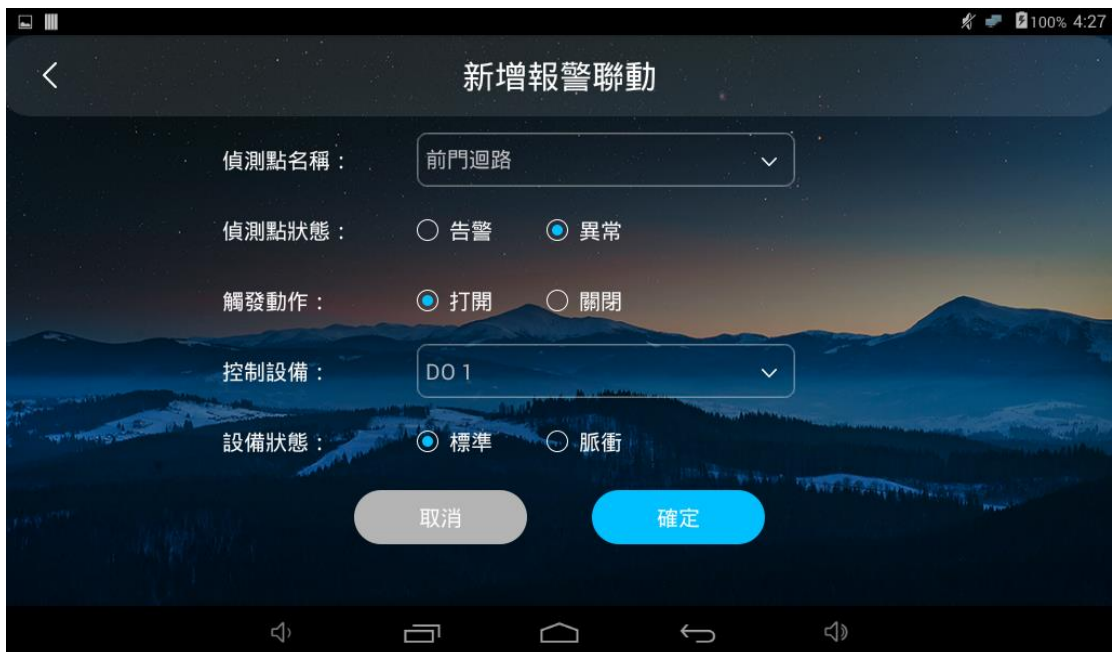 100% 4:27
新增報警聯動
偵測點名稱： 前門迴路
偵測點狀態： 告警 異常
觸發動作： 打開 關閉
控制設備： DO 1
設備狀態： 標準 脈衝
取消 確定